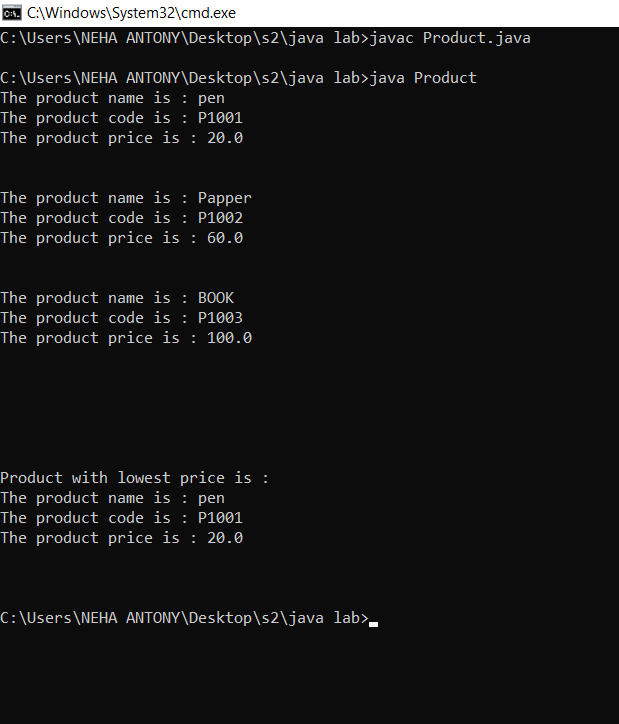 C:\Windows\System32\cmd.exe
C:\Users\NEHA ANTONY\Desktop\s2\java lab>javac Product.java
C:\Users\NEHA ANTONY\Desktop\s2\java lab>java Product
The product name is : pen
The product code is : P1001
The product price is : 20.0
The product name is : Papper
The product code is : P1002
The product price is : 60.0
The product name is : BOOK
The product code is : P1003
The product price is : 100.0
Product with lowest price is :
The product name is : pen
The product code is : P1001
The product price is : 20.0
C:\Users\NEHA ANTONY\Desktop\s2\java lab>